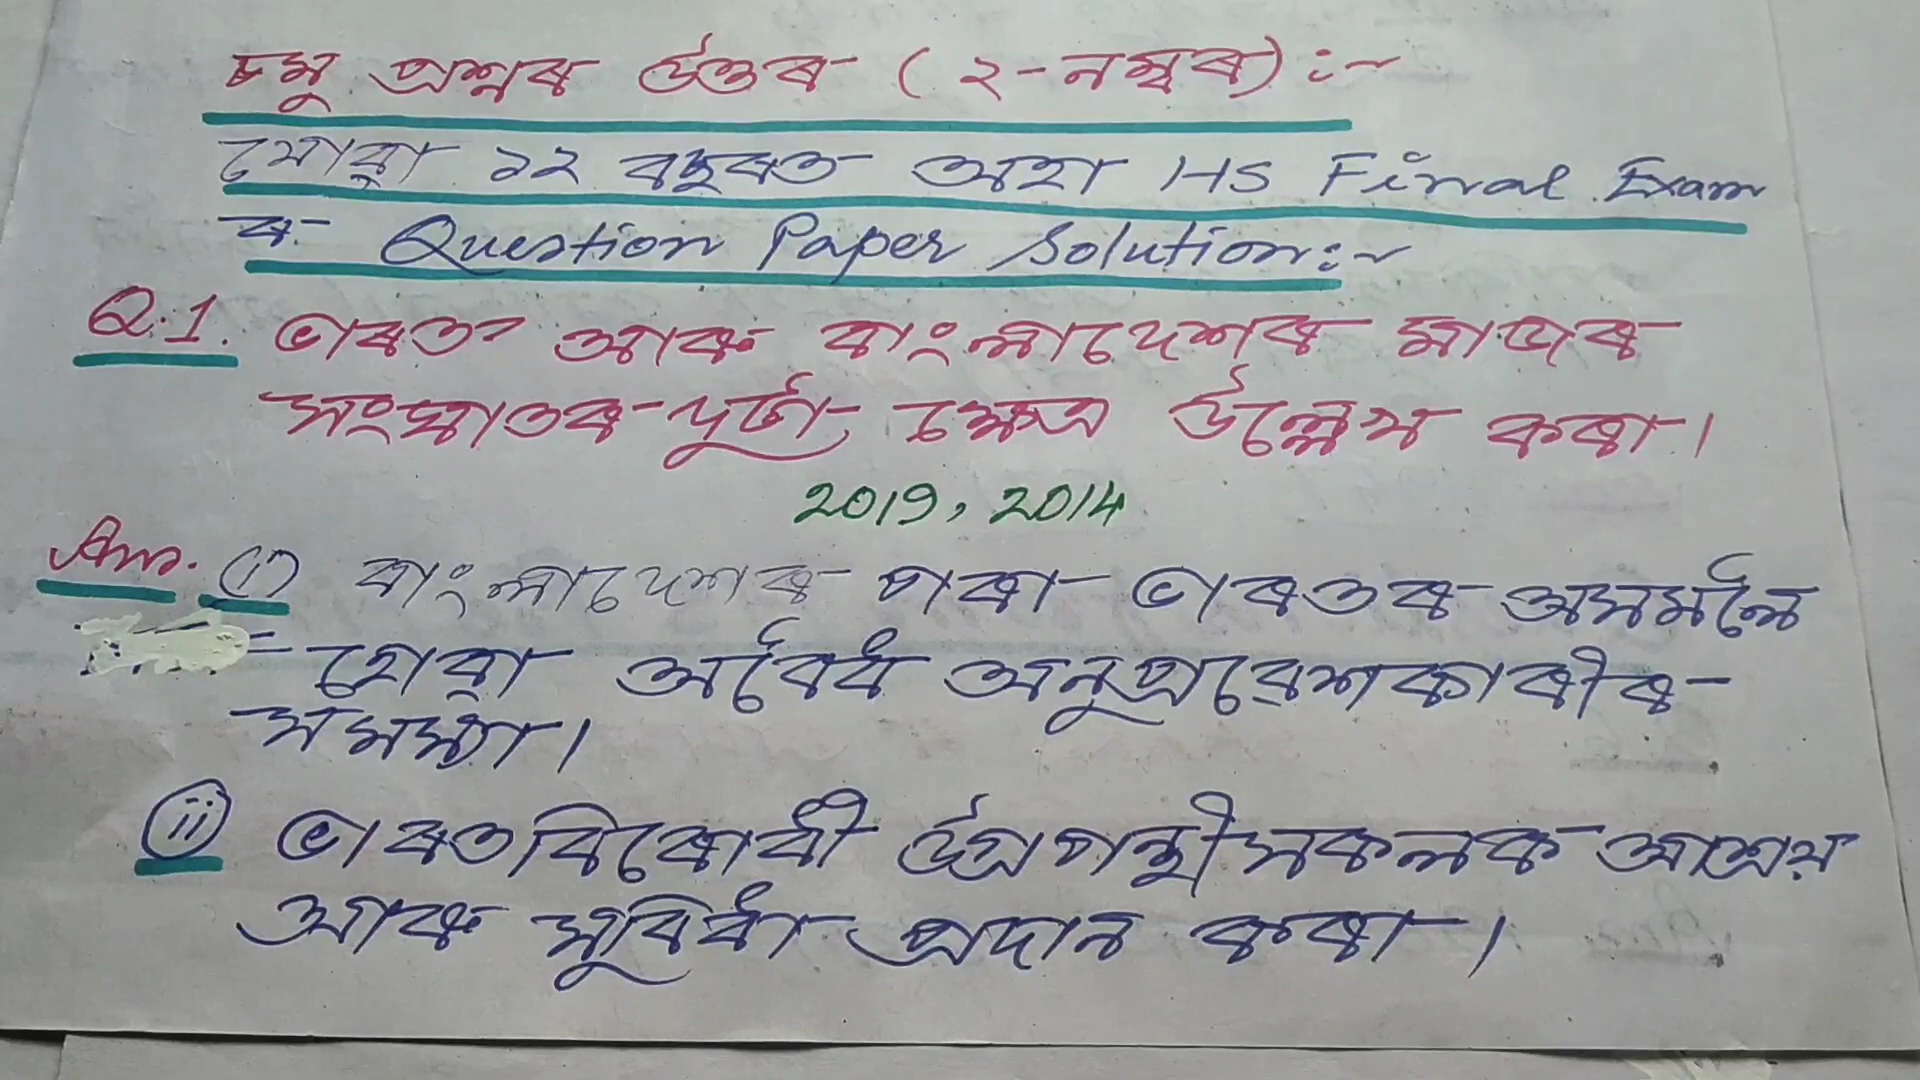 চমু প্ৰশ্নৰ উত্তৰ (২-নম্বৰ) :~
যোৱা ১২ বছৰত অহা HS Final Exam
ৰ Question Paper Solution:~
Q.1. ভাৰত আৰু বাংলাদেশৰ মাজৰ
সংঘাতৰ দুটা ক্ষেত্ৰ উল্লেখ কৰা।
2019, 2014
Ans. (i) বাংলাদেশৰ পৰা ভাৰতৰ অসমলৈ
হোৱা অবৈধ অনুপ্ৰৱেশকাৰীৰ
সমস্যা।
(ii) ভাৰত বিৰোধী উগ্ৰপন্থীসকলক আশ্ৰয়
আৰু সুবিধা প্ৰদান কৰা।